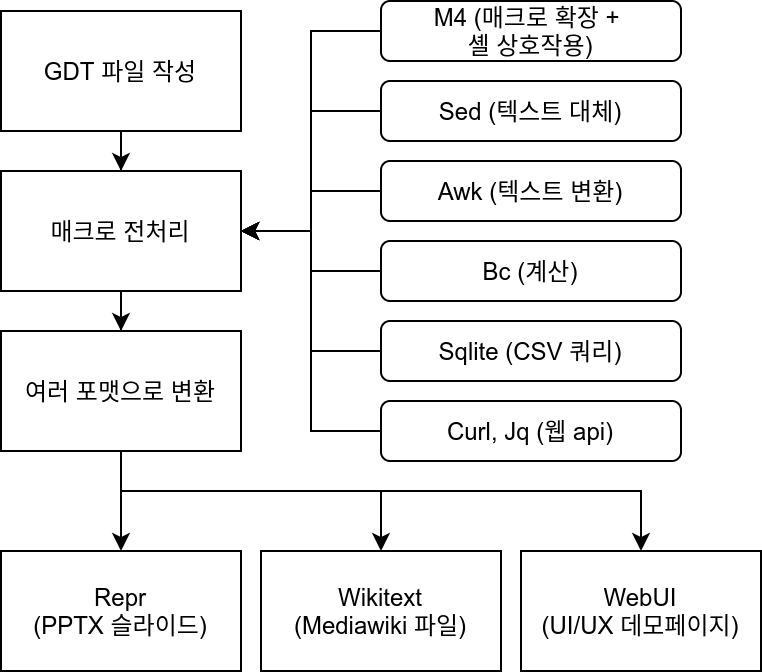 GDT 파일 작성
매크로 전처리
여러 포맷으로 변환
M4 (매크로 확장 +
셸 상호작용)
Sed (텍스트 대체)
Awk (텍스트 변환)
Bc (계산)
Sqlite (CSV 쿼리)
Curl, Jq (웹 api)
Repr
(PPTX 슬라이드)
Wikitext
(Mediawiki 파일)
WebUI
(UI/UX 데모페이지)